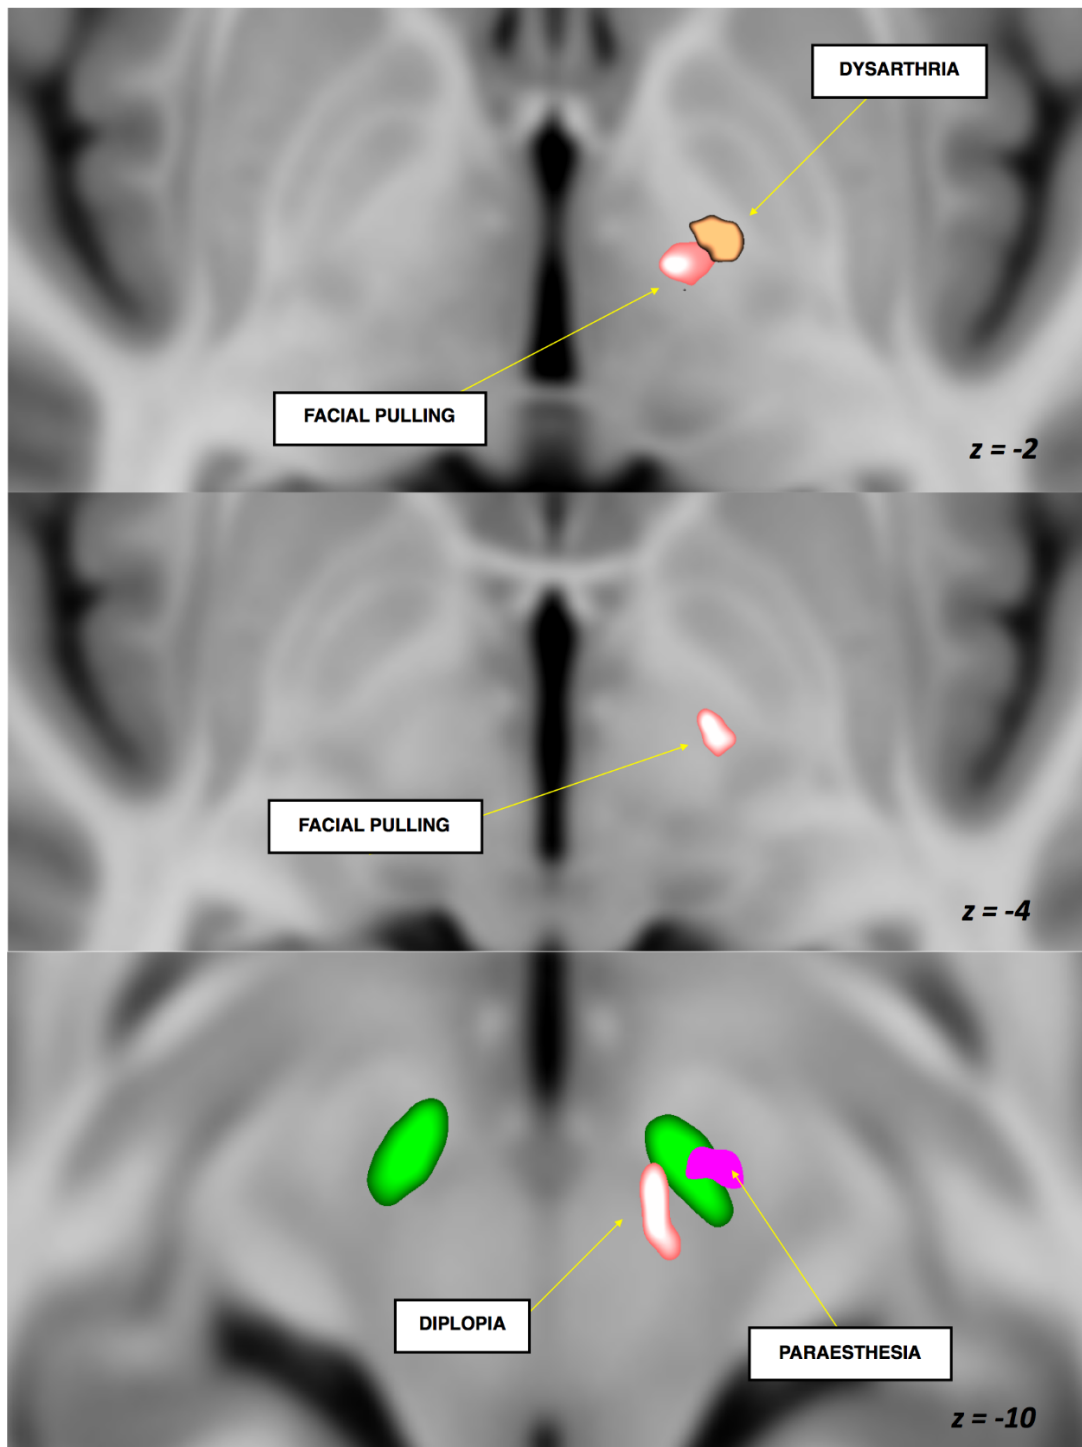 DYSARTHRIA
FACIAL PULLING
z = -2
FACIAL PULLING
z = -4
DIPLOPIA
PARAESTHESIA
z = -10